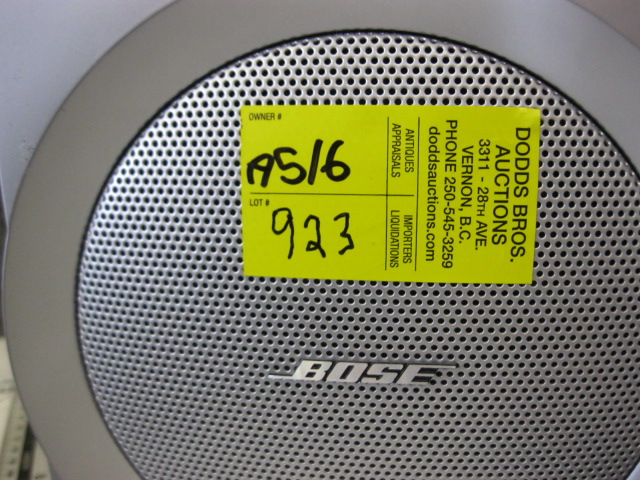 OWNER #
A516
LOT #
923
ANTIQUES
APPRAISALS
IMPORTERS
LIQUIDATIONS
DODDS BROS.
AUCTIONS
3311 - 28TH AVE.
VERNON, B.C.
PHONE 250-545-3259
doddsauctions.com
BOSE